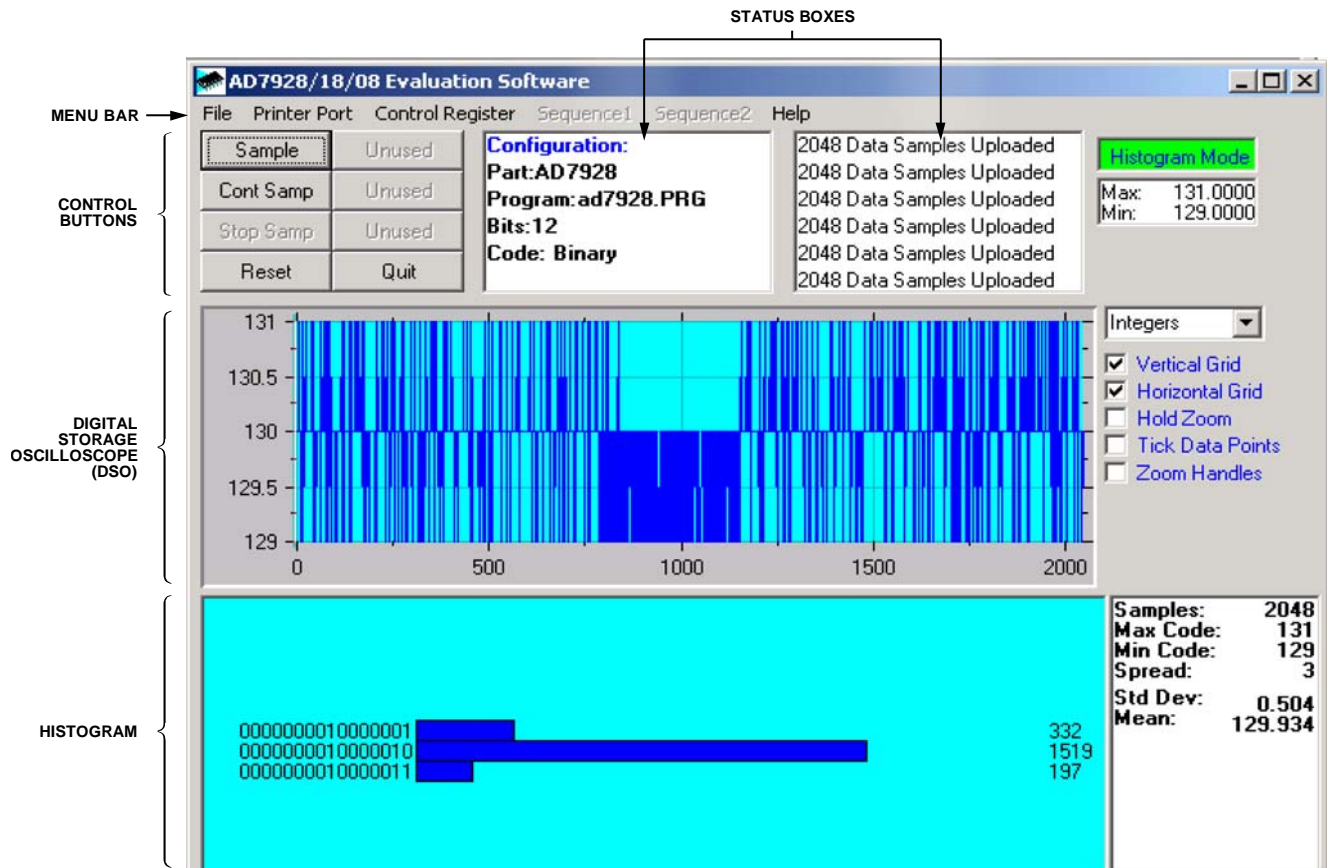 STATUS BOXES
AD7928/18/08 Evaluation Software
MENU BAR
File Printer Port Control Register Sequence1 Sequence2 Help
CONTROL
BUTTONS
Sample Unused
Cont Samp Unused
Stop Samp Unused
Reset Quit
Configuration:
Part:AD7928
Program:ad7928.PRG
Bits:12
Code: Binary
2048 Data Samples Uploaded
2048 Data Samples Uploaded
2048 Data Samples Uploaded
2048 Data Samples Uploaded
2048 Data Samples Uploaded
2048 Data Samples Uploaded
Histogram Mode
Max: 131.0000
Min: 129.0000
DIGITAL
STORAGE
OSCILLOSCOPE
(DSO)
131
130.5
130
129.5
129
0 500 1000 1500 2000
Integers
Vertical Grid
Horizontal Grid
Hold Zoom
Tick Data Points
Zoom Handles
HISTOGRAM
0000000010000001 332
0000000010000010 1519
0000000010000011 197
Samples: 2048
Max Code: 131
Min Code: 129
Spread: 3
Std Dev: 0.504
Mean: 129.934